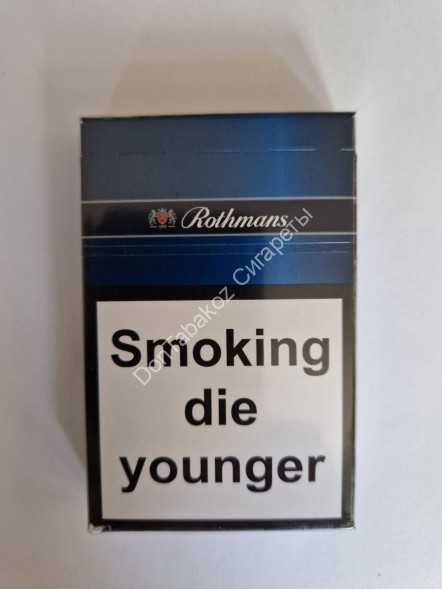 Rothmans
DonTabakoz Сигареты
Smoking
die
younger